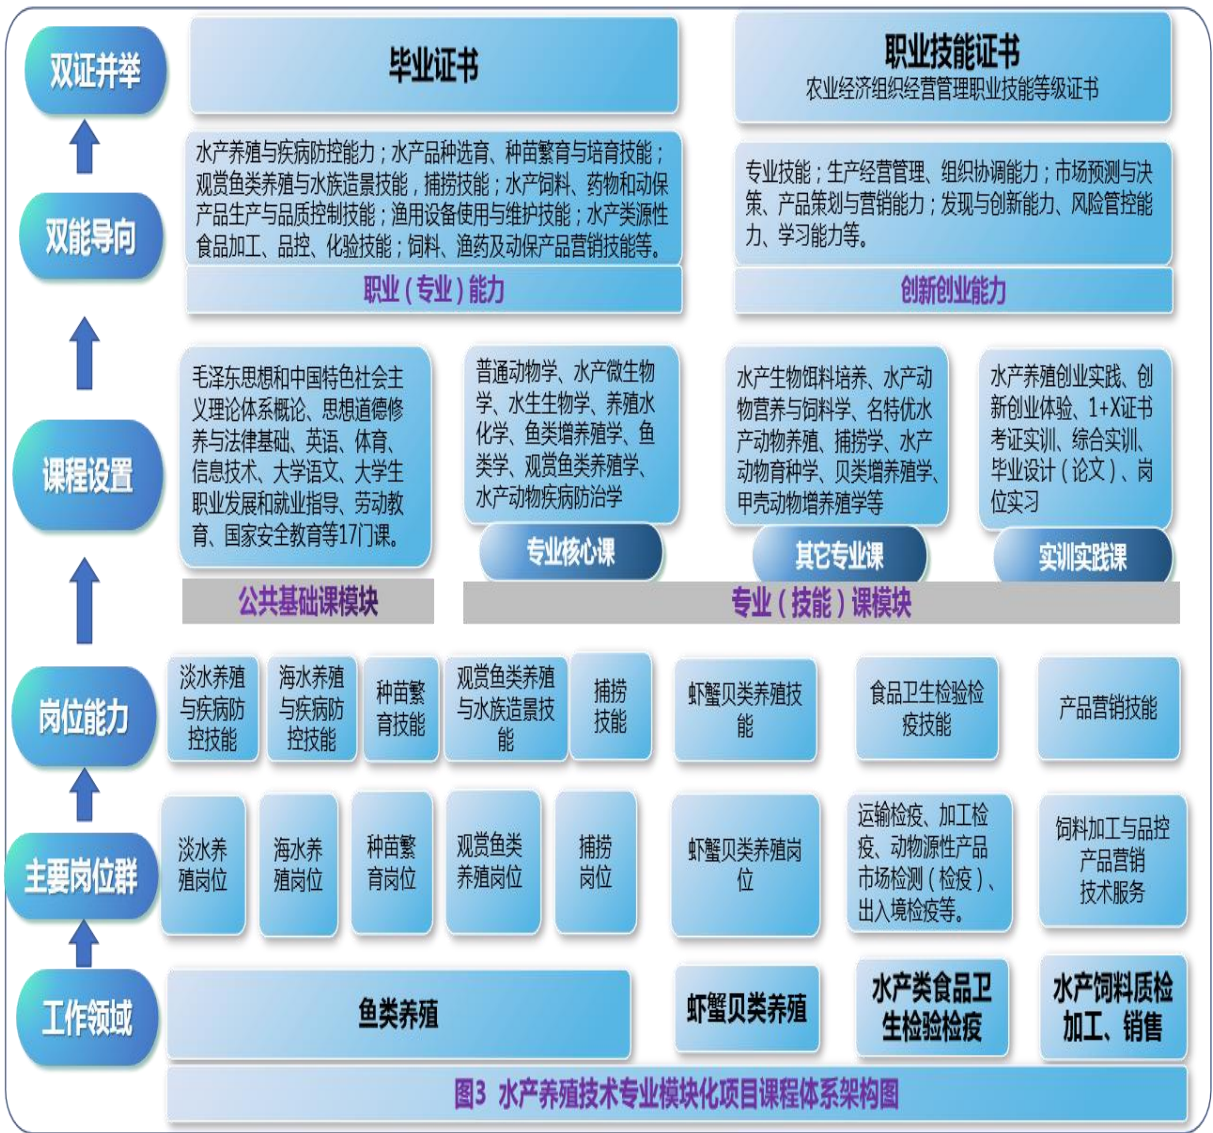 双证并举
毕业证书
职业技能证书
农业经济组织经营管理职业技能等级证书
双能导向
水产养殖与疾病防控能力；水产品种选育、种苗繁育与培育技能；
观赏鱼类养殖与水族造景技能，捕捞技能；水产饲料、药物和动保
产品生产与品质控制技能；渔用设备使用与维护技能；水产类源性
食品加工、品控、化验技能；饲料、渔药及动保产品营销技能等。
职业（专业）能力
专业技能；生产经营管理、组织协调能力；市场预测与决
策、产品策划与营销能力；发现与创新能力、风险管控能
力、学习能力等。
创新创业能力
课程设置
毛泽东思想和中国特色社会主
义理论体系概论、思想道德修
养与法律基础、英语、体育、
信息技术、大学语文、大学生
职业发展和就业指导、劳动教
育、国家安全教育等17门课。
公共基础课模块
普通动物学、水产微生物
学、水生生物学、养殖水
化学、鱼类增养殖学、鱼
类学、观赏鱼类养殖学、
水产动物疾病防治学
专业核心课
水产生物饵料培养、水产动
物营养与饲料学、名特优水
产动物养殖、捕捞学、水产
动物育种学、贝类增养殖学、
甲壳动物增养殖学等
其它专业课
水产养殖创业实践、创
新创业体验、1+X证书
考证实训、综合实训、
毕业设计（论文）、岗
位实习
实训实践课
专业（技能）课模块
岗位能力
淡水养殖
与疾病防
控技能
海水养殖
与疾病防
控技能
种苗繁
育技能
观赏鱼类养殖
与水族造景技
能
捕捞
技能
虾蟹贝类养殖技
能
食品卫生检验检
疫技能
产品营销技能
主要岗位群
淡水养
殖岗位
海水养
殖岗位
种苗繁
育岗位
观赏鱼类
养殖岗位
捕捞
岗位
虾蟹贝类养殖岗
位
运输检疫、加工检
疫、动物源性产品
市场检测（检疫）、
出入境检疫等。
饲料加工与品控
产品营销
技术服务
工作领域
鱼类养殖
虾蟹贝类养殖
水产类食品卫
生检验检疫
水产饲料质检
加工、销售
图3 水产养殖技术专业模块化项目课程体系架构图